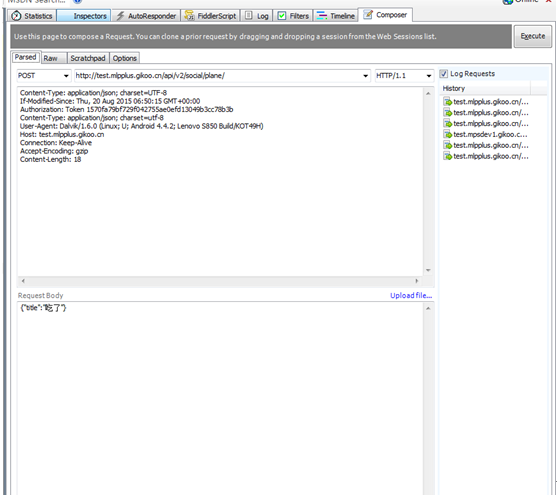 MSDN Search...
Online
Statistics
Inspectors
AutoResponder
FiddlerScript
Log
Filters
Timeline
Composer
Use this page to compose a Request. You can clone a prior request by dragging and dropping a session from the Web Sessions list.
Execute
Parsed
Raw
Scratchpad
Options
POST
http://test.mlpplus.gikoo.cn/api/v2/social/plane/
HTTP/1.1
Log Requests
History
Content-Type: application/json; charset=UTF-8
If-Modified-Since: Thu, 20 Aug 2015 06:50:15 GMT+00:00
Authorization: Token 1570fa79bf729f042755ae0efd13049b3cc78b3b
Content-Type: application/json; charset=utf-8
User-Agent: Dalvik/1.6.0 (Linux; U; Android 4.4.2; Lenovo S850 Build/KOT49H)
Host: test.mlpplus.gikoo.cn
Connection: Keep-Alive
Accept-Encoding: gzip
Content-Length: 18
test.mlpplus.gikoo.cn/...
test.mlpplus.gikoo.cn/...
test.mlpplus.gikoo.cn/...
test.mpsdev1.gikoo.c...
test.mlpplus.gikoo.cn/...
test.mlpplus.gikoo.cn/...
Request Body
Upload file...
{"title":"吃了"}